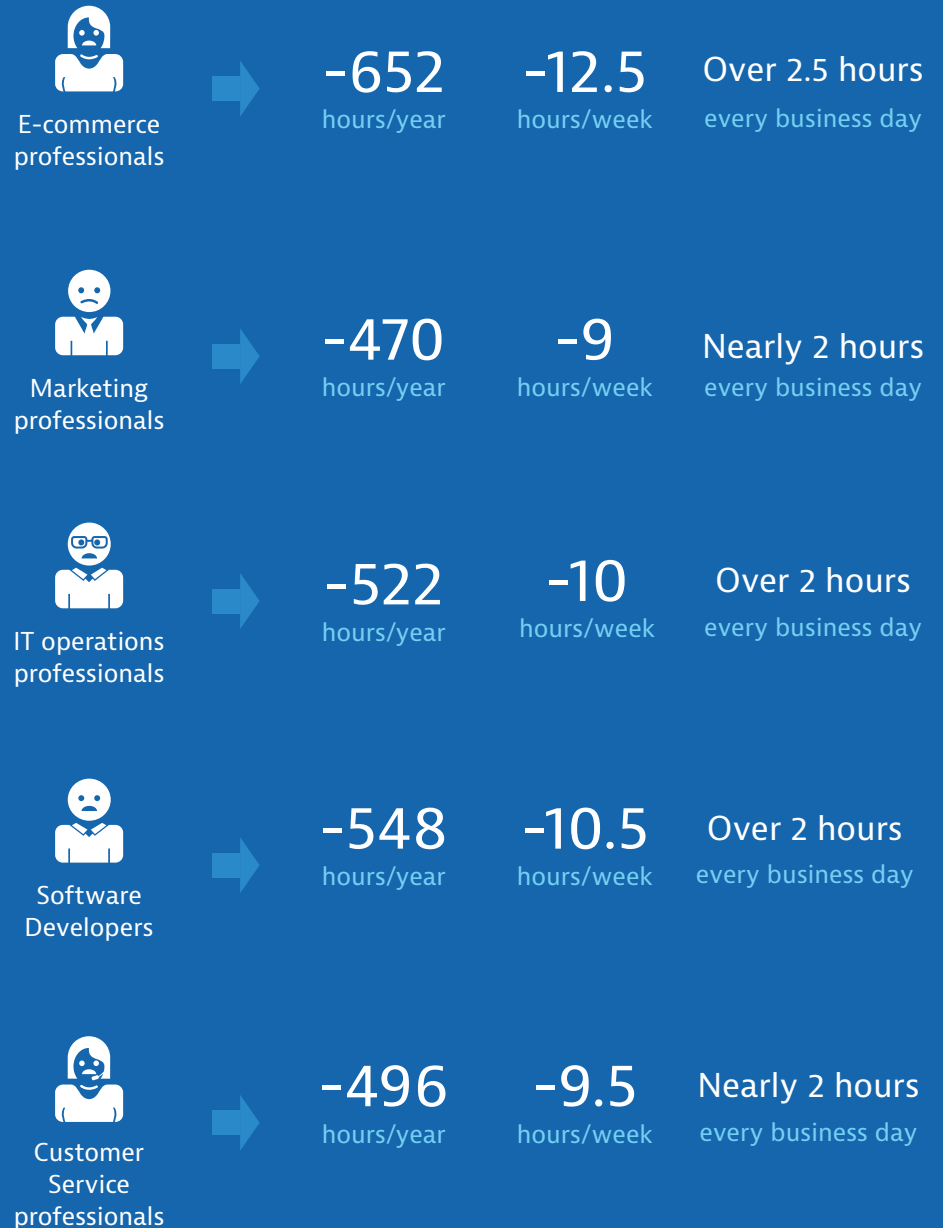 E-commerce
professionals
-652
hours/year
-12.5
hours/week
Over 2.5 hours
every business day
Marketing
professionals
-470
hours/year
-9
hours/week
Nearly 2 hours
every business day
IT operations
professionals
-522
hours/year
-10
hours/week
Over 2 hours
every business day
Software
Developers
-548
hours/year
-10.5
hours/week
Over 2 hours
every business day
Customer
Service
professionals
-496
hours/year
-9.5
hours/week
Nearly 2 hours
every business day